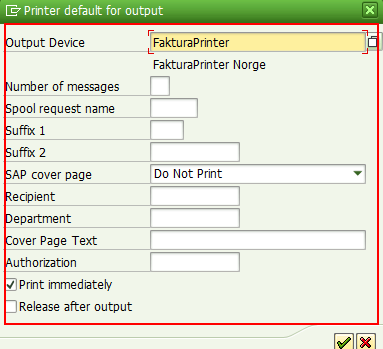 Printer default for output
Output Device FakturaPrinter
FakturaPrinter Norge
Number of messages
Spool request name
Suffix 1
Suffix 2
SAP cover page Do Not Print
Recipient
Department
Cover Page Text
Authorization
Print immediately
Release after output